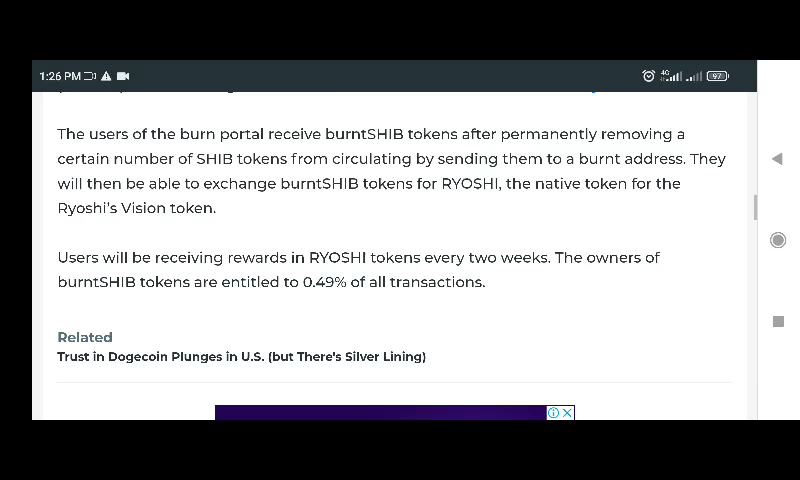 1:26 PM
4G
97
The users of the burn portal receive burntSHIB tokens after permanently removing a
certain number of SHIB tokens from circulating by sending them to a burnt address. They
will then be able to exchange burntSHIB tokens for RYOSHI, the native token for the
Ryoshi's Vision token.
Users will be receiving rewards in RYOSHI tokens every two weeks. The owners of
burntSHIB tokens are entitled to 0.49% of all transactions.
Related
Trust in Dogecoin Plunges in U.S. (but There's Silver Lining)